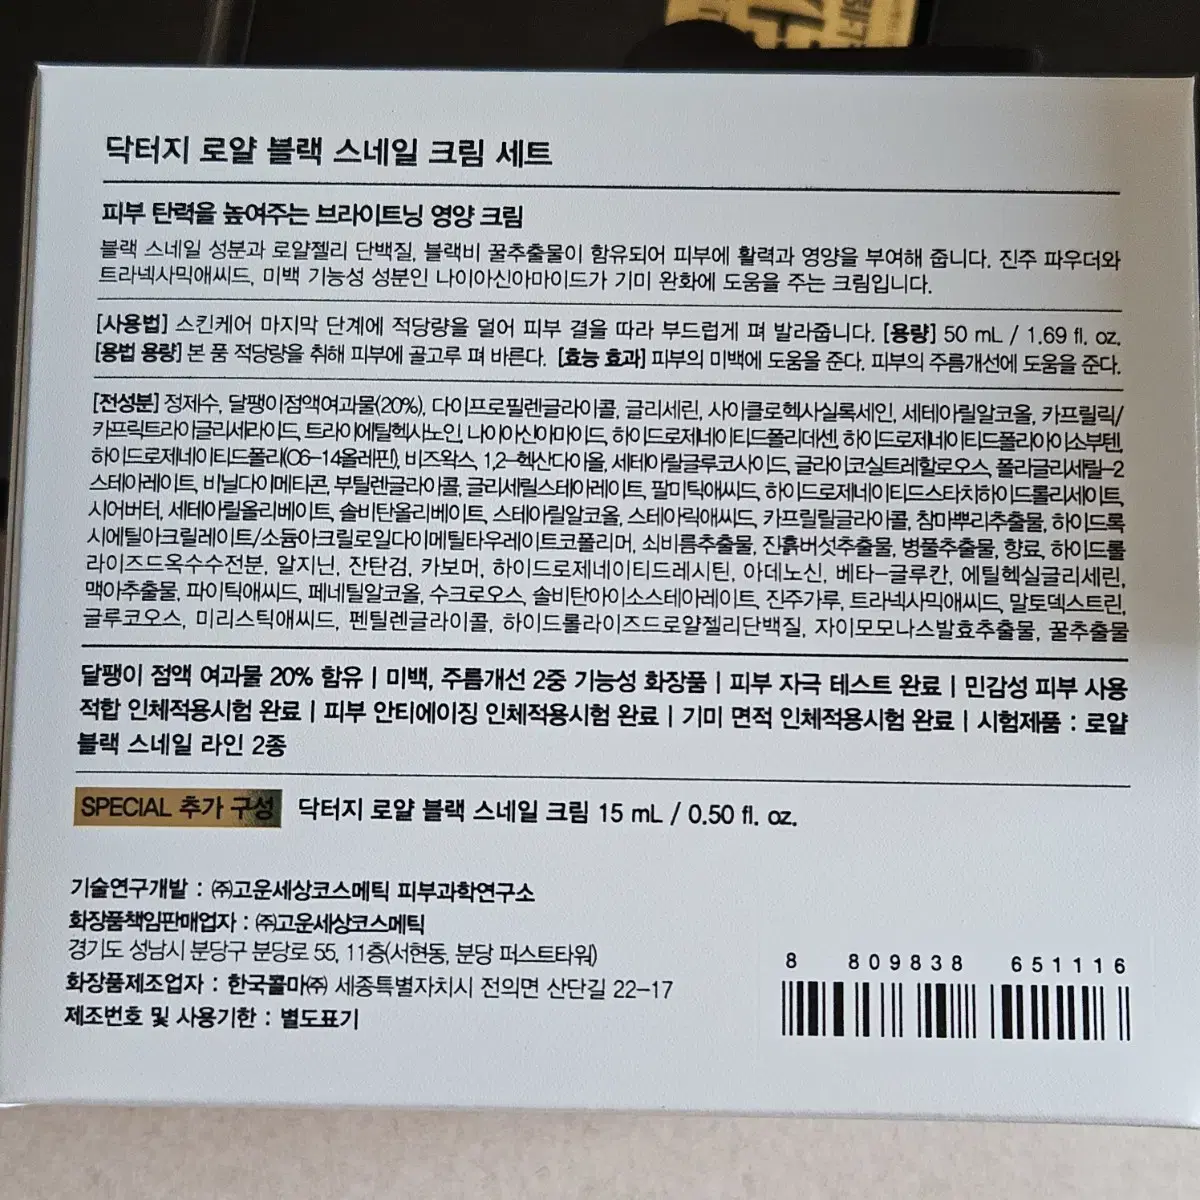 닥터지 로얄 블랙 스네일 크림 세트
피부 탄력을 높여주는 브라이트닝 영양 크림
블랙 스네일 성분과 로얄젤리 단백질, 블랙비 꿀추출물이 함유되어 피부에 활력과 영양을 부여해 줍니다. 진주 파우더와
트라넥사믹애씨드, 미백 기능성 성분인 나이아신아마이드가 기미 완화에 도움을 주는 크림입니다.
[사용법] 스킨케어 마지막 단계에 적당량을 덜어 피부 결을 따라 부드럽게 펴 발라줍니다. [용량] 50 mL / 1.69 fl. oz.
[용법 용량] 본 품 적당량을 취해 피부에 골고루 펴 바른다. [효능 효과] 피부의 미백에 도움을 준다. 피부의 주름개선에 도움을 준다.
[전성분] 정제수, 달팽이점액여과물(20%), 다이프로필렌글라이콜, 글리세린, 사이클로헥사실록세인, 세테아릴알코올, 카프릴릭/
카프릭트라이글리세라이드, 트라이에틸헥사노인, 나이아신아마이드, 하이드로제네이티드폴리데센, 하이드로제네이티드폴리아이소부텐,
하이드로제네이티드폴리(C6-14올레핀), 비즈왁스, 1,2-헥산다이올, 세테아릴글루코사이드, 글라이코실트레할로오스, 폴리글리세릴-2
스테아레이트, 비닐다이메티콘, 부틸렌글라이콜, 글리세릴스테아레이트, 팔미틱애씨드, 하이드로제네이티드스타치하이드롤리세이트,
시어버터, 세테아릴올리베이트, 솔비탄올리베이트, 스테아릴알코올, 스테아릭애씨드, 카프릴릴글라이콜, 참마뿌리추출물, 하이드록
시에틸아크릴레이트/소듐아크릴로일다이메틸타우레이트코폴리머, 쇠비름추출물, 진흙버섯추출물, 병풀추출물, 향료, 하이드롤
라이즈드옥수수전분, 알지닌, 잔탄검, 카보머, 하이드로제네이티드레시틴, 아데노신, 베타-글루칸, 에틸헥실글리세린,
맥아추출물, 파이틱애씨드, 페네틸알코올, 수크로오스, 솔비탄아이소스테아레이트, 진주가루, 트라넥사믹애씨드, 말토덱스트린,
글루코오스, 미리스틱애씨드, 펜틸렌글라이콜, 하이드롤라이즈드로얄젤리단백질, 자이모모나스발효추출물, 꿀추출물
달팽이 점액 여과물 20% 함유 | 미백, 주름개선 2중 기능성 화장품 | 피부 자극 테스트 완료 | 민감성 피부 사용
적합 인체적용시험 완료 | 피부 안티에이징 인체적용시험 완료 | 기미 면적 인체적용시험 완료 | 시험제품 : 로얄
블랙 스네일 라인 2종
SPECIAL 추가 구성 닥터지 로얄 블랙 스네일 크림 15 mL / 0.50 fl. oz.
기술연구개발 : ㈜고운세상코스메틱 피부과학연구소
화장품책임판매업자 : ㈜고운세상코스메틱
경기도 성남시 분당구 분당로 55, 11층(서현동, 분당 퍼스트타워)
화장품제조업자 : 한국콜마㈜ 세종특별자치시 전의면 산단길 22-17
제조번호 및 사용기한 : 별도표기
8 809838 651116